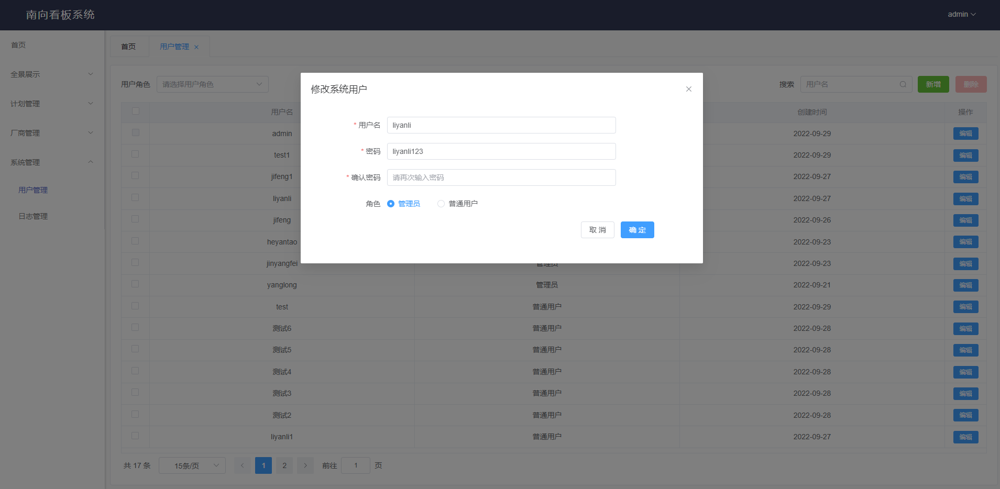 南向看板系统
admin
首页
全景展示
计划管理
厂商管理
系统管理
用户管理
日志管理
首页
用户管理
用户角色 请选择用户角色
搜索 用户名 新增 删除
修改系统用户
* 用户名 liyanli
* 密码 liyanli123
* 确认密码 请再次输入密码
角色 管理员 普通用户
取 消 确 定
用户名 创建时间 操作
admin 2022-09-29 编辑
test1 2022-09-29 编辑
jifeng1 2022-09-27 编辑
liyanli 2022-09-27 编辑
jifeng 2022-09-26 编辑
heyantao 2022-09-23 编辑
jinyangfei 管理员 2022-09-23 编辑
yanglong 管理员 2022-09-21 编辑
test 普通用户 2022-09-29 编辑
测试6 普通用户 2022-09-28 编辑
测试5 普通用户 2022-09-28 编辑
测试4 普通用户 2022-09-28 编辑
测试3 普通用户 2022-09-28 编辑
测试2 普通用户 2022-09-28 编辑
liyanli1 普通用户 2022-09-27 编辑
共 17 条 15条/页 1 2 前往 1 页